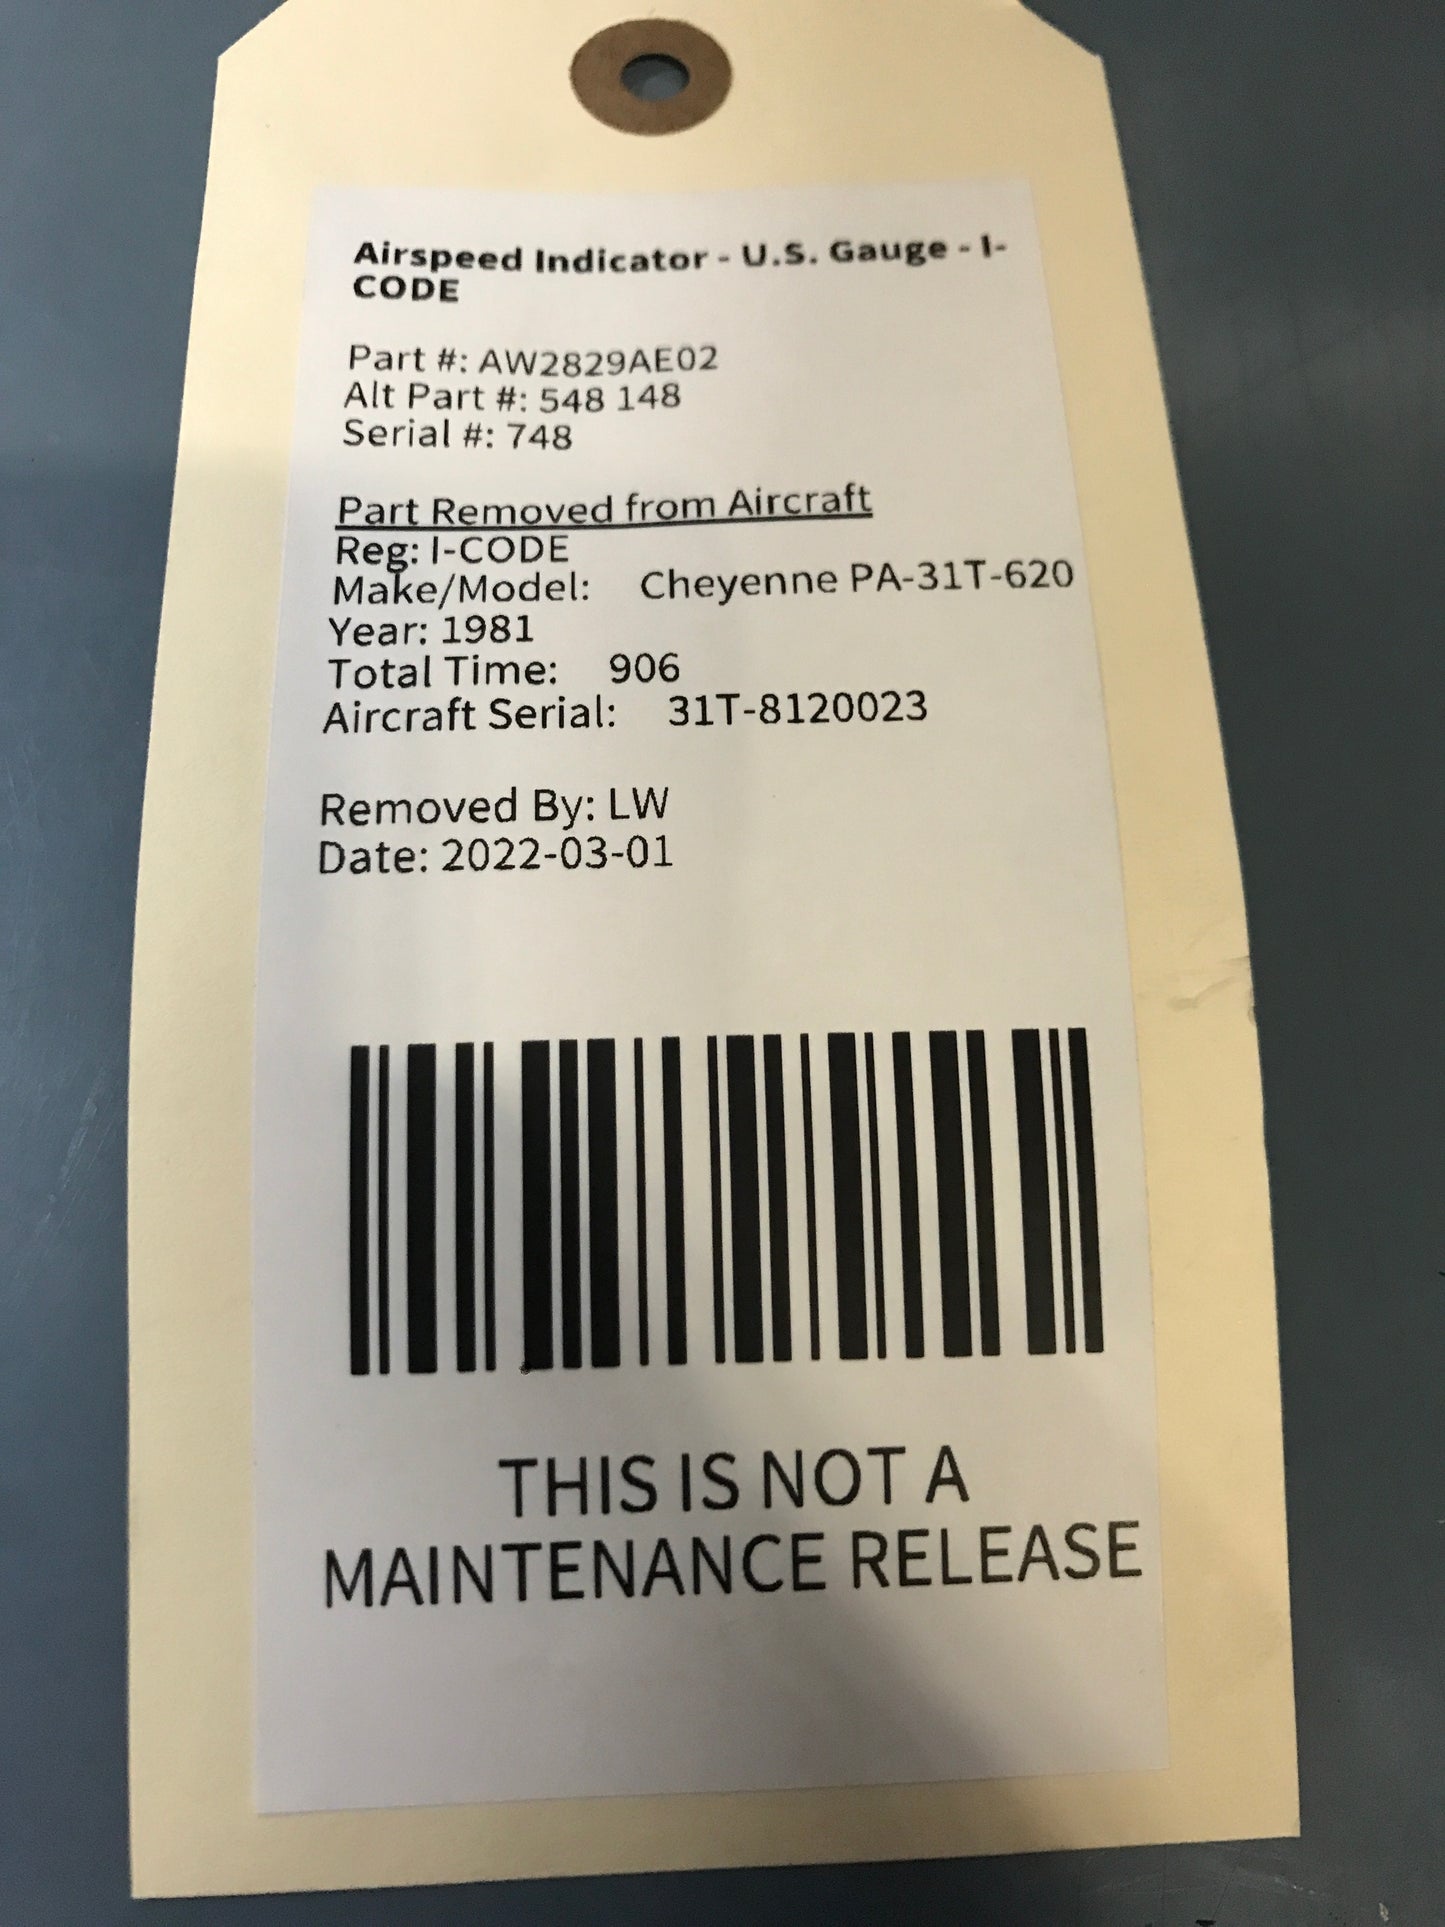 Airspeed Indicator - U.S. Gauge - I-
CODE
Part #: AW2829AE02
Alt Part #: 548 148
Serial #: 748
Part Removed from Aircraft
Reg: I-CODE
Make/Model: Cheyenne PA-31T-620
Year: 1981
Total Time: 906
Aircraft Serial: 31T-8120023
Removed By: LW
Date: 2022-03-01
THIS IS NOT A
MAINTENANCE RELEASE